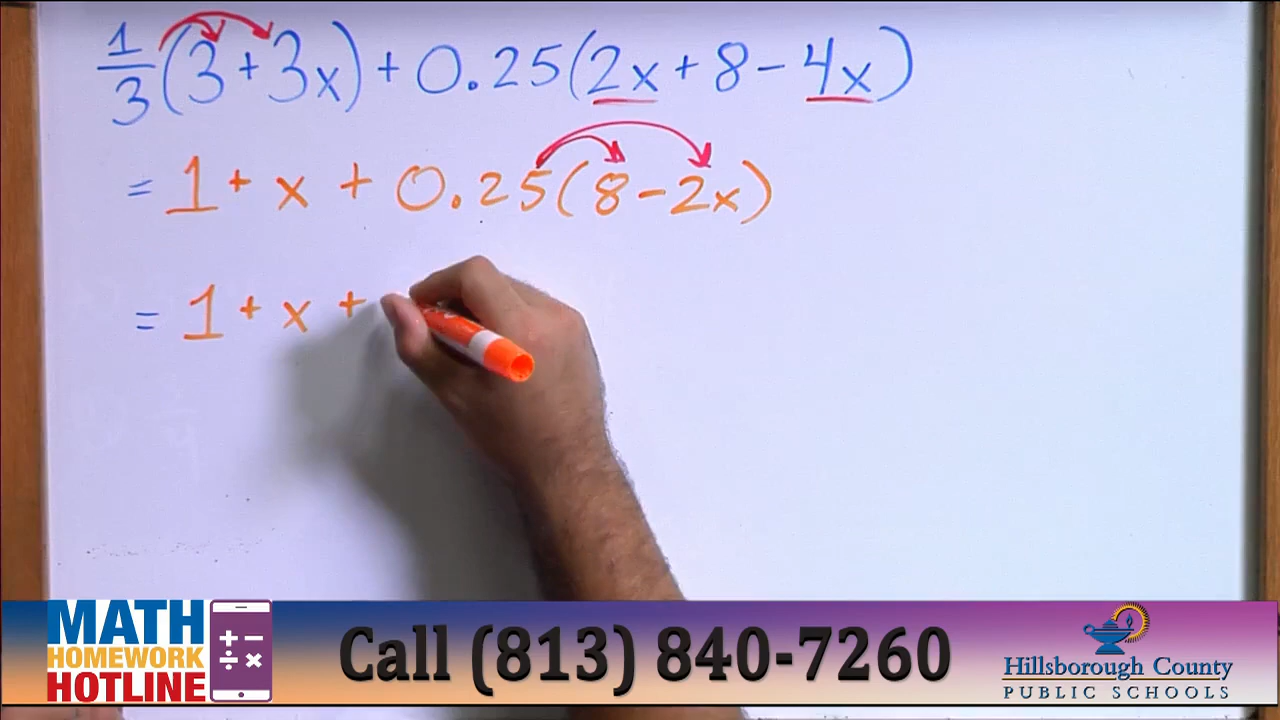 1/3(3+3x)+0.25(2x+8-4x)
=1+x+0.25(8-2x)
=1+x+
MATH
HOMEWORK
HOTLINE
Call (813) 840-7260
Hillsborough County
PUBLIC SCHOOLS